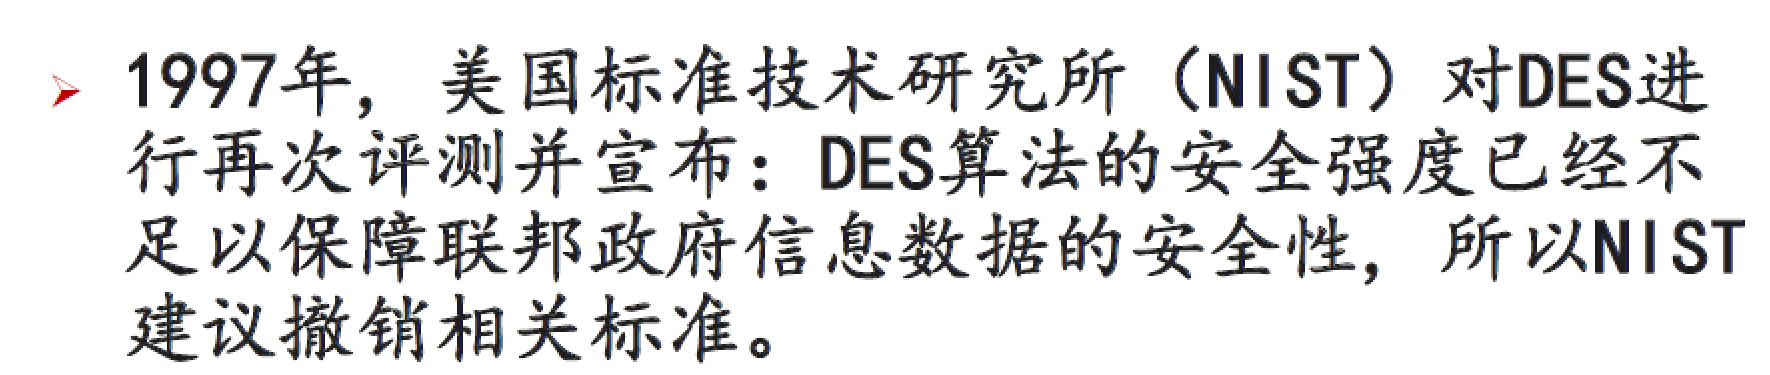 1997年，美国标准技术研究所（NIST）对DES进
行再次评测并宣布：DES算法的安全强度已经不
足以保障联邦政府信息数据的安全性，所以NIST
建议撤销相关标准。